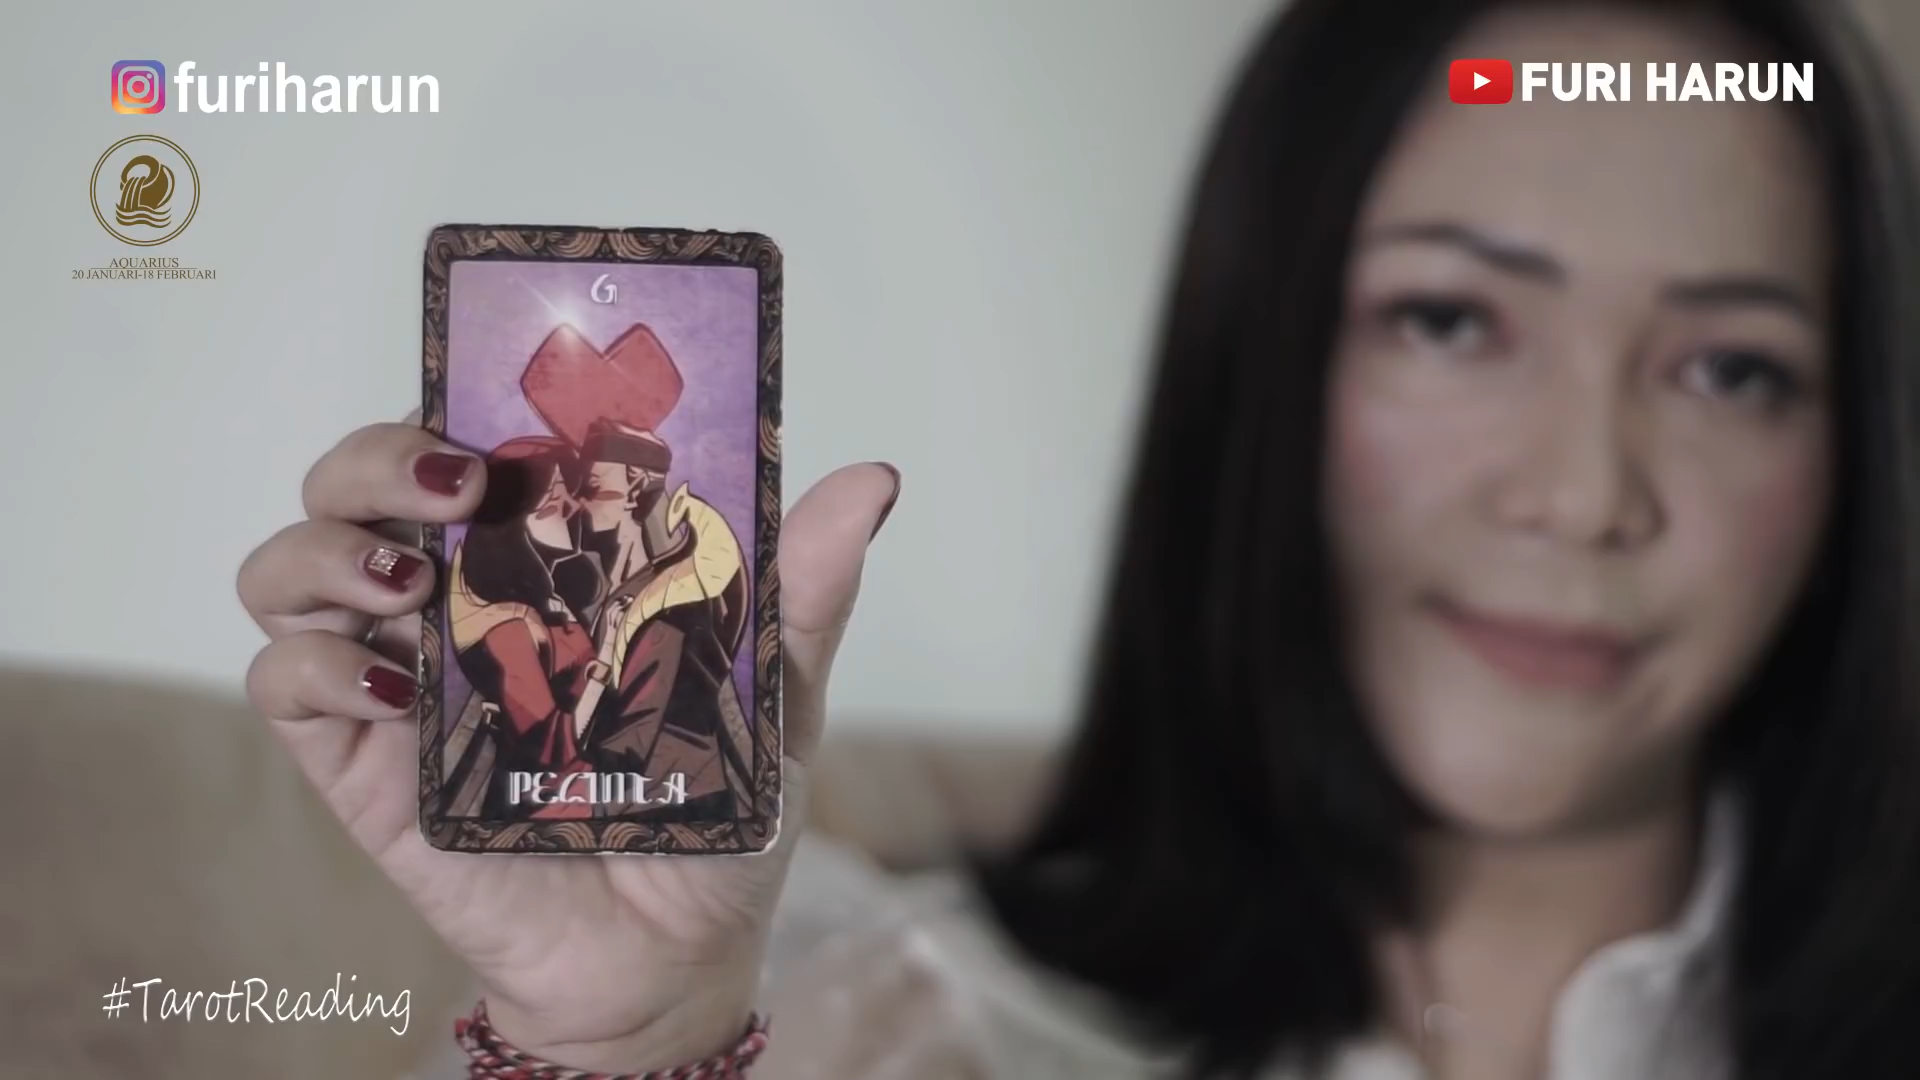 furiharun
FURI HARUN
AQUARIUS
20 JANUARI-18 FEBRUARI
6
PECINTA
#TarotReading